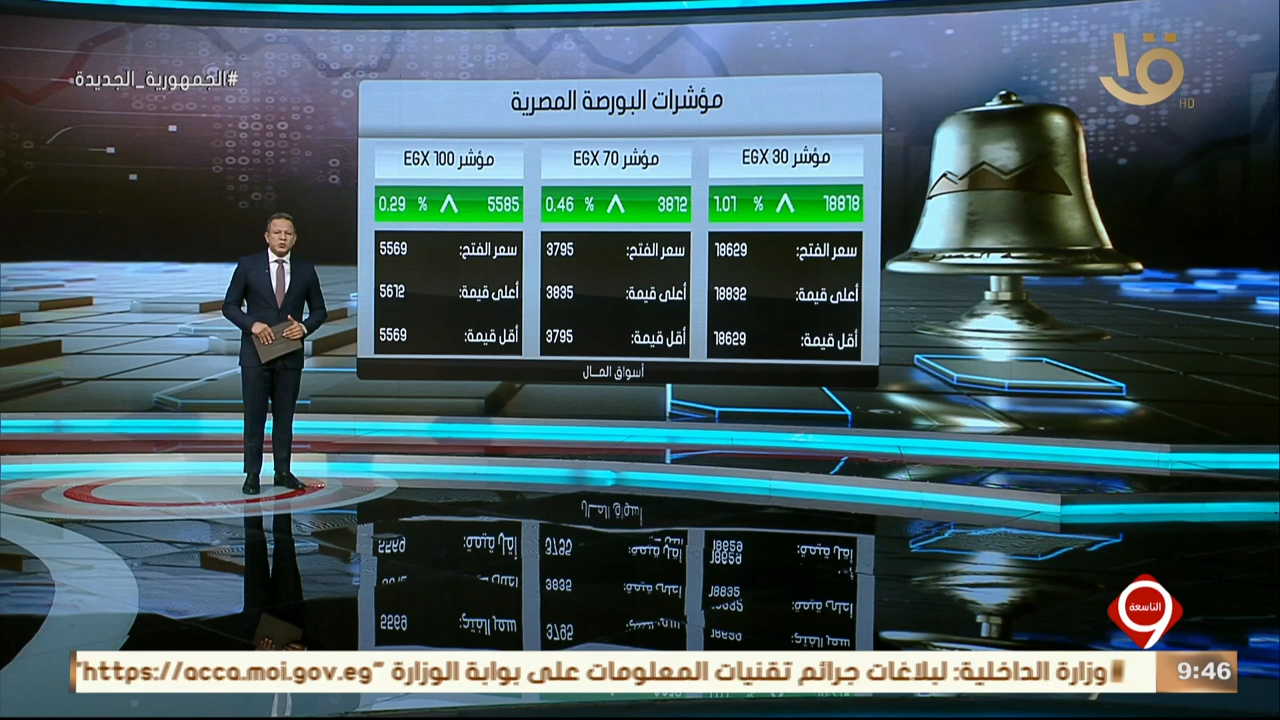 #الجمهورية_الجديدة
HD
مؤشرات البورصة المصرية
مؤشر EGX 30
18818 1.01 %
سعر الفتح: 18629
أعلى قيمة: 18832
أقل قيمة: 18629
مؤشر EGX 70
3812 0.46 %
سعر الفتح: 3795
أعلى قيمة: 3835
أقل قيمة: 3795
مؤشر EGX 100
5585 0.29 %
سعر الفتح: 5569
أعلى قيمة: 5612
أقل قيمة: 5569
أسواق المـال
التاسعة
9
وزارة الداخلية: لبلاغات جرائم تقنيات المعلومات على بوابة الوزارة "https://acca.moi.gov.eg"
9:46